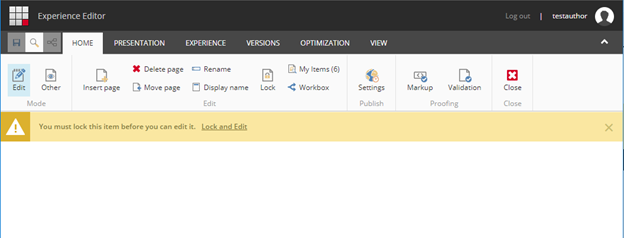 Experience Editor
Log out | testauthor
HOME PRESENTATION EXPERIENCE VERSIONS OPTIMIZATION VIEW
Delete page Rename My Items (6)
Edit Other Insert page Move page Display name Lock Workbox Settings Markup Validation Close
Mode Edit Publish Proofing Close
You must lock this item before you can edit it. Lock and Edit